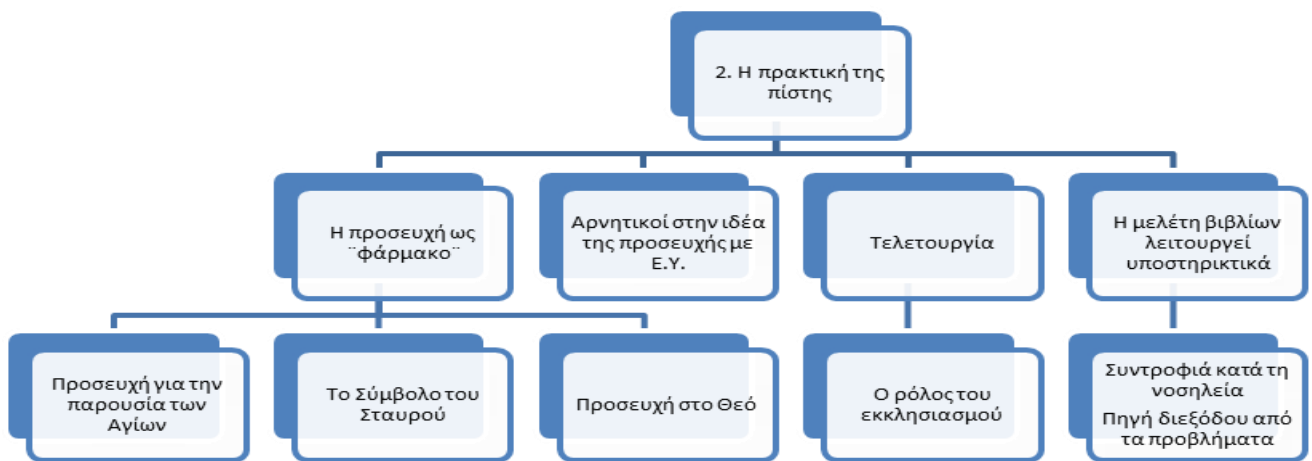 2. Η πρακτική της
πίστης
Η προσευχή ως
¨φάρμακο¨
Αρνητικοί στην ιδέα
της προσευχής με
Ε.Υ.
Τελετουργία
Η μελέτη βιβλίων
λειτουργεί
υποστηρικτικά
Προσευχή για την
παρουσία των
Αγίων
Το Σύμβολο του
Σταυρού
Προσευχή στο Θεό
Ο ρόλος του
εκκλησιασμού
Συντροφιά κατά τη
νοσηλεία
Πηγή διεξόδου από
τα προβλήματα